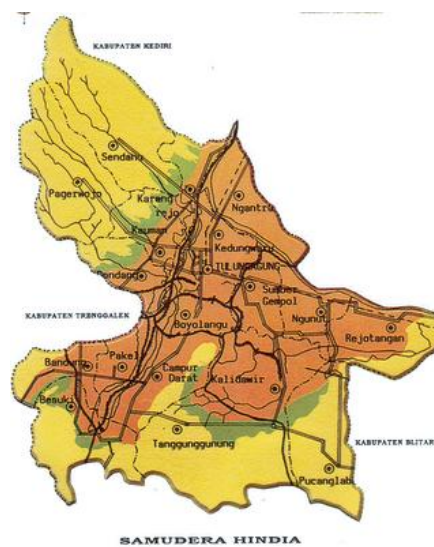 KABUPATEN KEDIRI
Sendang
Pagerwojo
Karang
rejo
Ngantru
Kauman
Kedungwaru
Gondang
TULUNGAGUNG
Sumber
Gempol
KABUPATEN TRENGGALEK
Ngunut
Boyolangu
Rejotangan
Bandung
Pakel
Campur
Darat
Kalidawir
Besuki
Tanggunggunung
KABUPATEN BLITAR
Pucanglab
SAMUDERA HINDIA